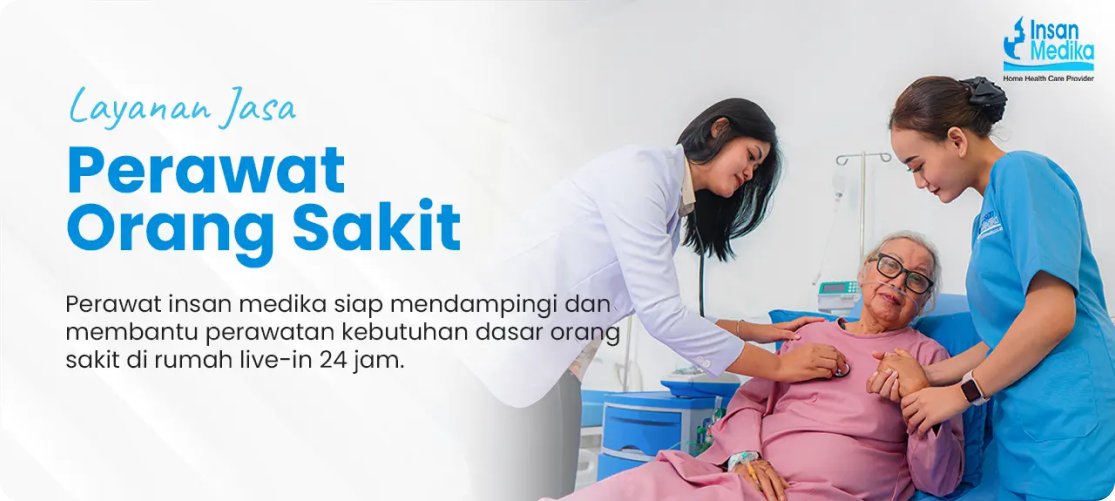 Layanan Jasa
Perawat
Orang Sakit
Perawat insan medika siap mendampingi dan
membantu perawatan kebutuhan dasar orang
sakit di rumah live-in 24 jam.
Insan
Medika
Home Health Care Provider